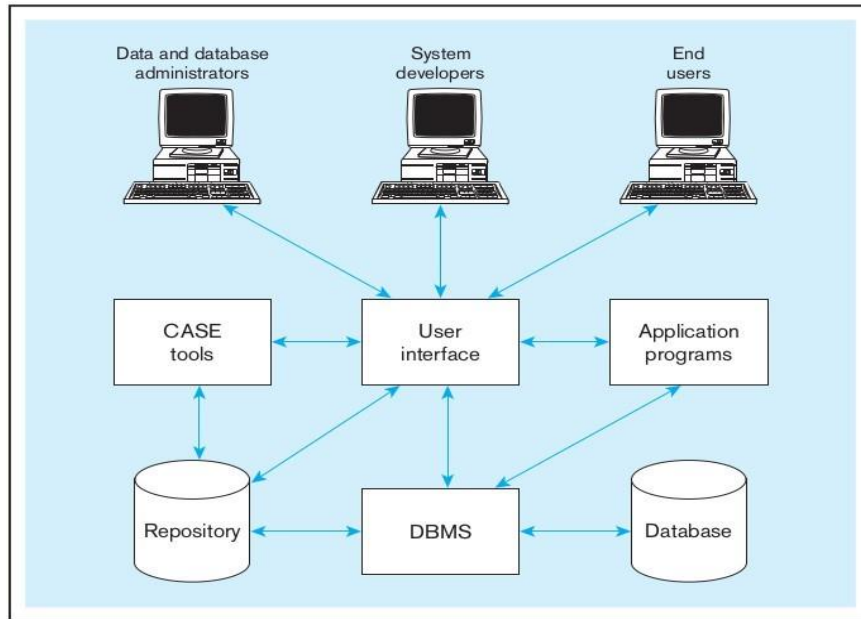 Data and database
administrators
System
developers
End
users
CASE
tools
User
interface
Application
programs
Repository
DBMS
Database